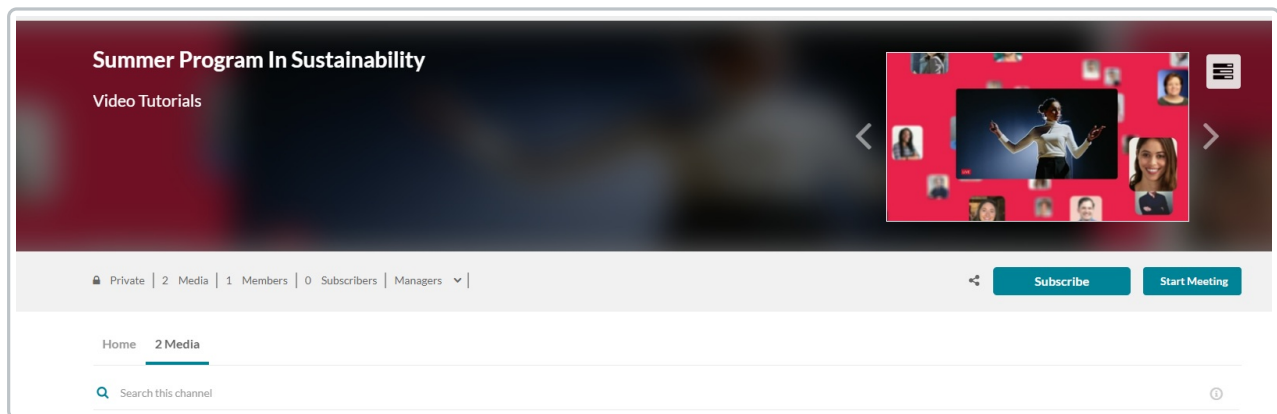 Summer Program In Sustainability
Video Tutorials
Private | 2 Media | 1 Members | 0 Subscribers | Managers |
Subscribe
Start Meeting
Home 2 Media
Search this channel